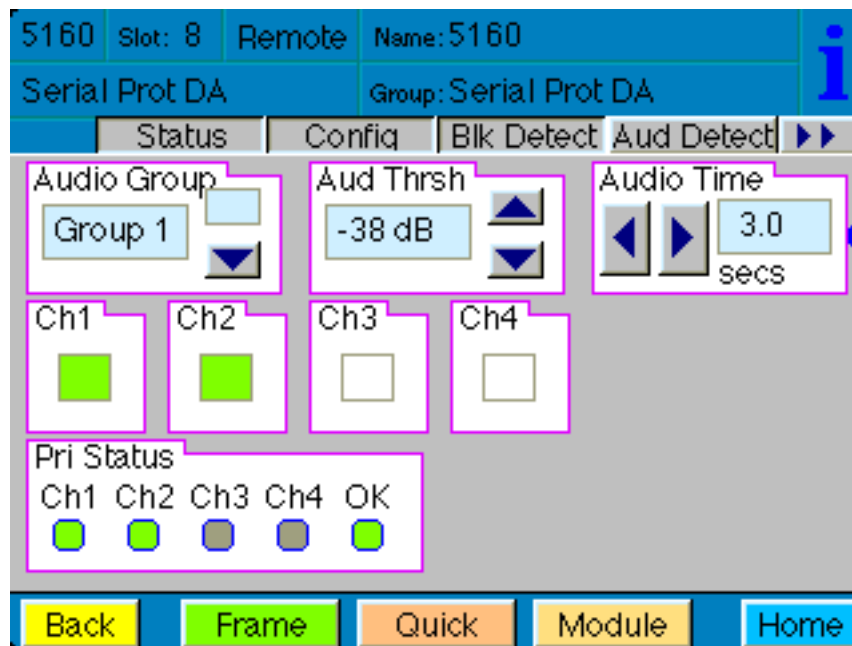 5160 Slot: 8 Remote Name:5160
Serial Prot DA Group:Serial Prot DA
Status Config Blk Detect Aud Detect
Audio Group Aud Thrsh Audio Time
Group 1 -38 dB 3.0
secs
Ch1 Ch2 Ch3 Ch4
Pri Status
Ch1 Ch2 Ch3 Ch4 OK
Back Frame Quick Module Home